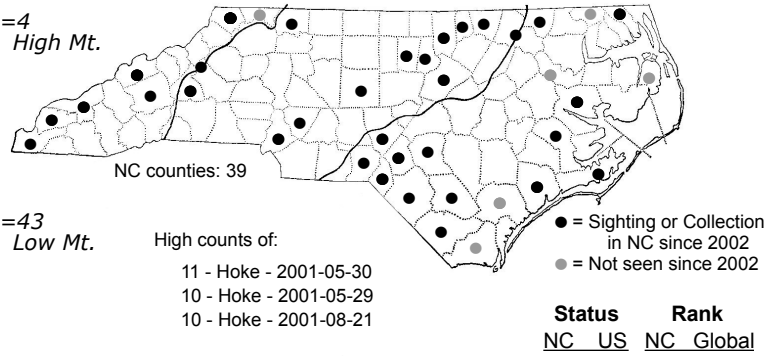 =4
High Mt.
NC counties: 39
=43
Low Mt.
High counts of:
11 - Hoke - 2001-05-30
10 - Hoke - 2001-05-29
10 - Hoke - 2001-08-21
= Sighting or Collection
in NC since 2002
= Not seen since 2002
Status Rank
NC US NC Global